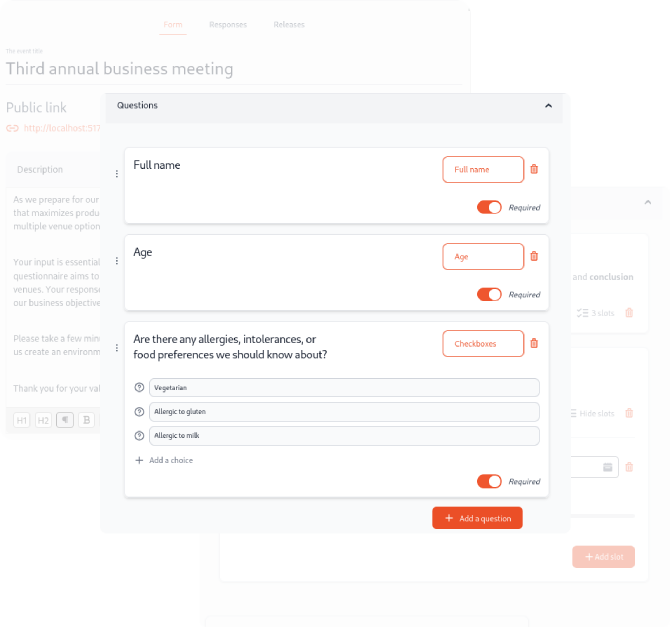 Form Responses Releases
The event title
Third annual business meeting
Public link
http://localhost:517
Description
As we prepare for our
that maximizes produ
multiple venue option
Your input is essential
questionnaire aims to
venues. Your response
our business objective
Please take a few minu
us create an environm
Thank you for your val
H1 H2 ¶ B
Questions
Full name
Full name
Required
Age
Age
Required
Are there any allergies, intolerances, or
food preferences we should know about?
Checkboxes
Vegetarian
Allergic to gluten
Allergic to milk
Add a choice
Required
Add a question
and conclusion
3 slots
Hide slots
Add slot